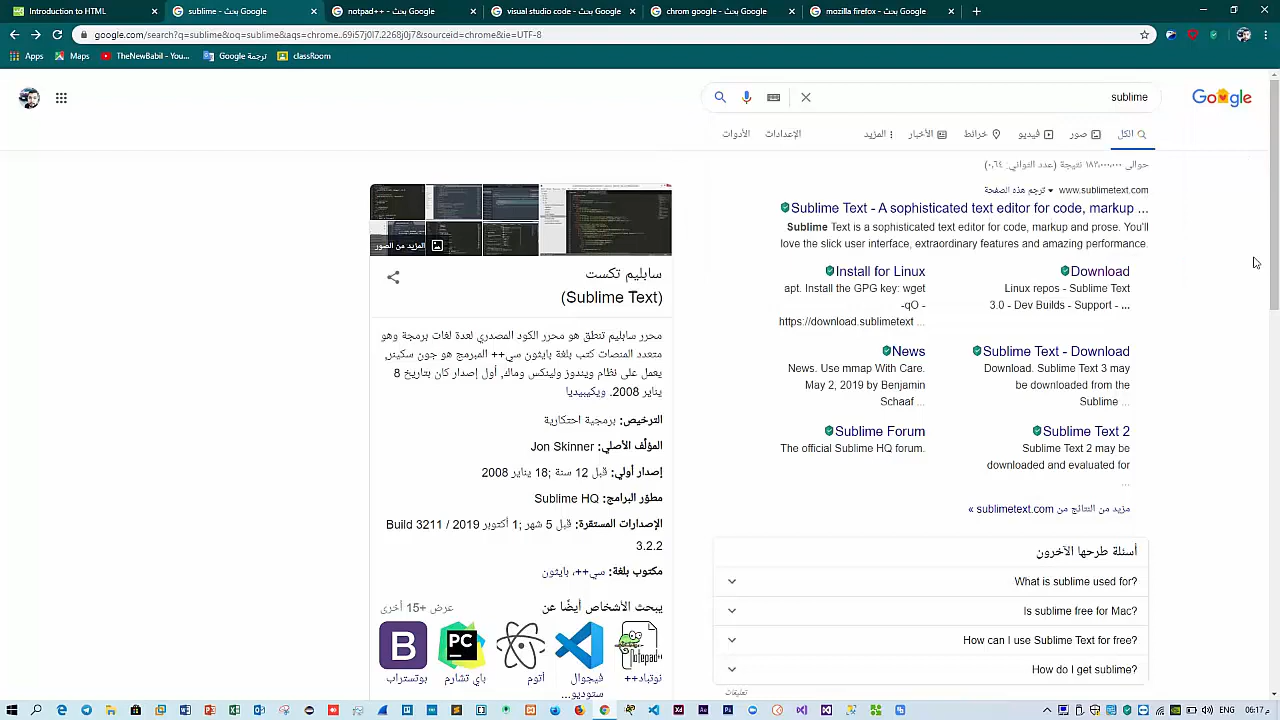 Introduction to HTML
sublime - بحث Google
notpad++ - بحث Google
visual studio code - بحث Google
chrom google - بحث Google
mozilla firefox - بحث Google
google.com/search?q=sublime&oq=sublime&aqs=chrome..69i57j0l7.2268j0j7&sourceid=chrome&ie=UTF-8
Apps
Maps
TheNewBabil - You...
ترجمة Google
classRoom
sublime
Google
الكل
صور
فيديو
خرائط
الأخبار
المزيد
الإعدادات
الأدوات
www.sublimetext.com
Sublime Text - A sophisticated text editor for code, markup ...
Sublime Text is a sophisticated text editor for code, markup and prose. You'll
love the slick user interface, extraordinary features and amazing performance.
Download
Linux repos - Sublime Text
3.0 - Dev Builds - Support - ...
Install for Linux
apt. Install the GPG key: wget
-qO -
https://download.sublimetext ...
Sublime Text - Download
Download. Sublime Text 3 may
be downloaded from the
Sublime ...
News
News. Use mmap With Care.
May 2, 2019 by Benjamin
Schaaf ...
Sublime Text 2
Sublime Text 2 may be
downloaded and evaluated for
...
Sublime Forum
The official Sublime HQ forum.
مزيد من النتائج من sublimetext.com »
أسئلة طرحها الآخرون
What is sublime used for?
Is sublime free for Mac?
How can I use Sublime Text for free?
How do I get sublime?
تعليقات
المزيد من الصور
سابليم تكست
(Sublime Text)
محرر سابليم تنطق هو محرر الكود المصدري لعدة لغات برمجة وهو
متعدد المنصات كتب بلغة بايثون سي++ المبرمج هو جون سكينر،
يعمل على نظام ويندوز ولينكس وماك، أول إصدار كان بتاريخ 8
يناير 2008. ويكيبيديا
الترخيص: برمجية احتكارية
المؤلّف الأصلي: Jon Skinner
إصدار أولي: قبل 12 سنة ;18 يناير 2008
مطوّر البرامج: Sublime HQ
الإصدارات المستقرة: قبل 5 شهر ;1 أكتوبر 2019 / Build 3211
3.2.2
مكتوب بلغة: سي++، بايثون
يبحث الأشخاص أيضًا عن
عرض +15 أخرى
نوتباد++
فيجوال
ستوديو...
أتوم
باي تشارم
بوتستراب
ENG
06:17 م